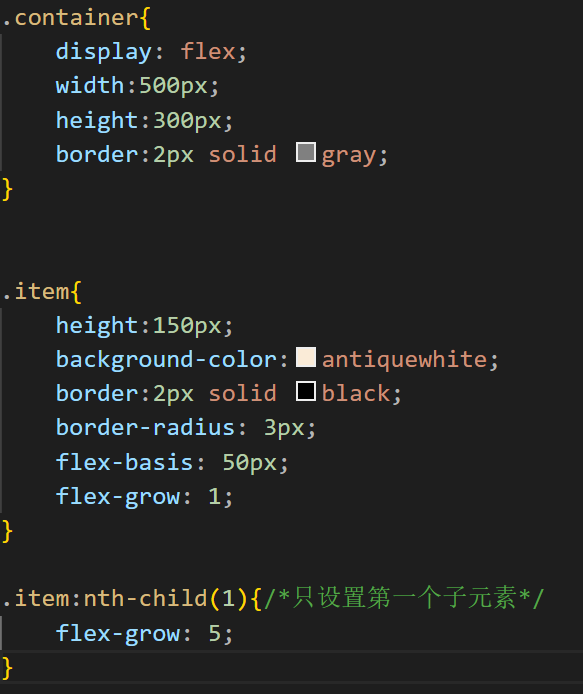 .container{
display: flex;
width:500px;
height:300px;
border:2px solid gray;
}
.item{
height:150px;
background-color:antiquewhite;
border:2px solid black;
border-radius: 3px;
flex-basis: 50px;
flex-grow: 1;
}
.item:nth-child(1){/*只设置第一个子元素*/
flex-grow: 5;
}